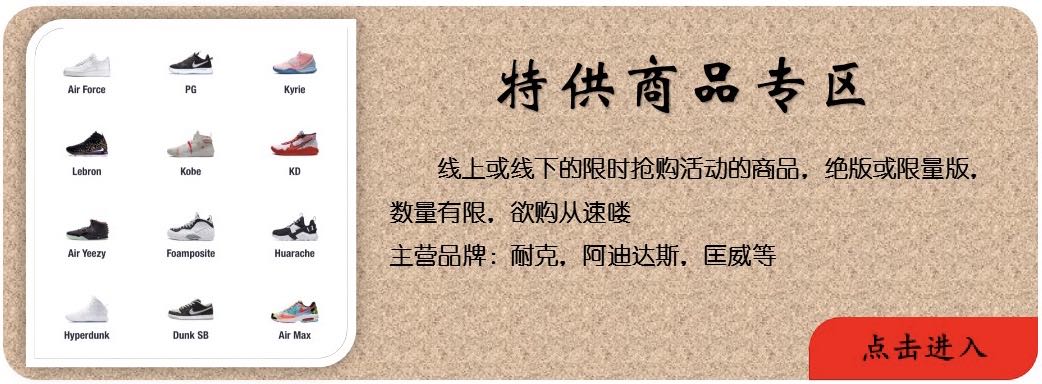 Air Force
PG
Kyrie
Lebron
Kobe
KD
Air Yeezy
Foamposite
Huarache
Hyperdunk
Dunk SB
Air Max
特供商品专区
线上或线下的限时抢购活动的商品，绝版或限量版，
数量有限，欲购从速喽
主营品牌：耐克，阿迪达斯，匡威等
点击进入